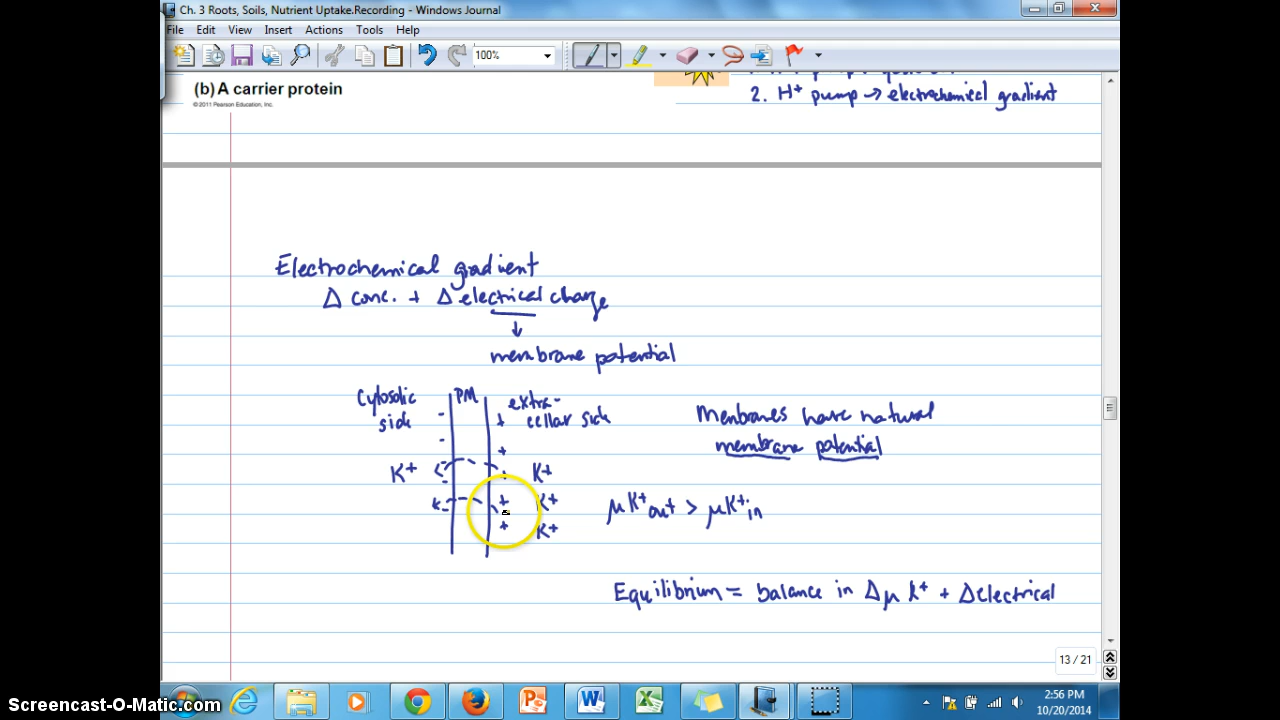 Ch. 3 Roots, Soils, Nutrient Uptake.Recording - Windows Journal
File Edit View Insert Actions Tools Help
100%
(b) A carrier protein
© 2011 Pearson Education, Inc.
2. H+ pump → electrochemical gradient
Electrochemical gradient
Δ conc. + Δ electrical charge
↓
membrane potential
Cytosolic side
PM
extra-cellar side
- +
- +
K+ - + K+
- + K+
+ K+
Menbranes have natural
membrane potential
μK+out > μK+in
Equilibrium = balance in Δμ K+ + Δelectrical
13 / 21
Screencast-O-Matic.com
2:56 PM
10/20/2014